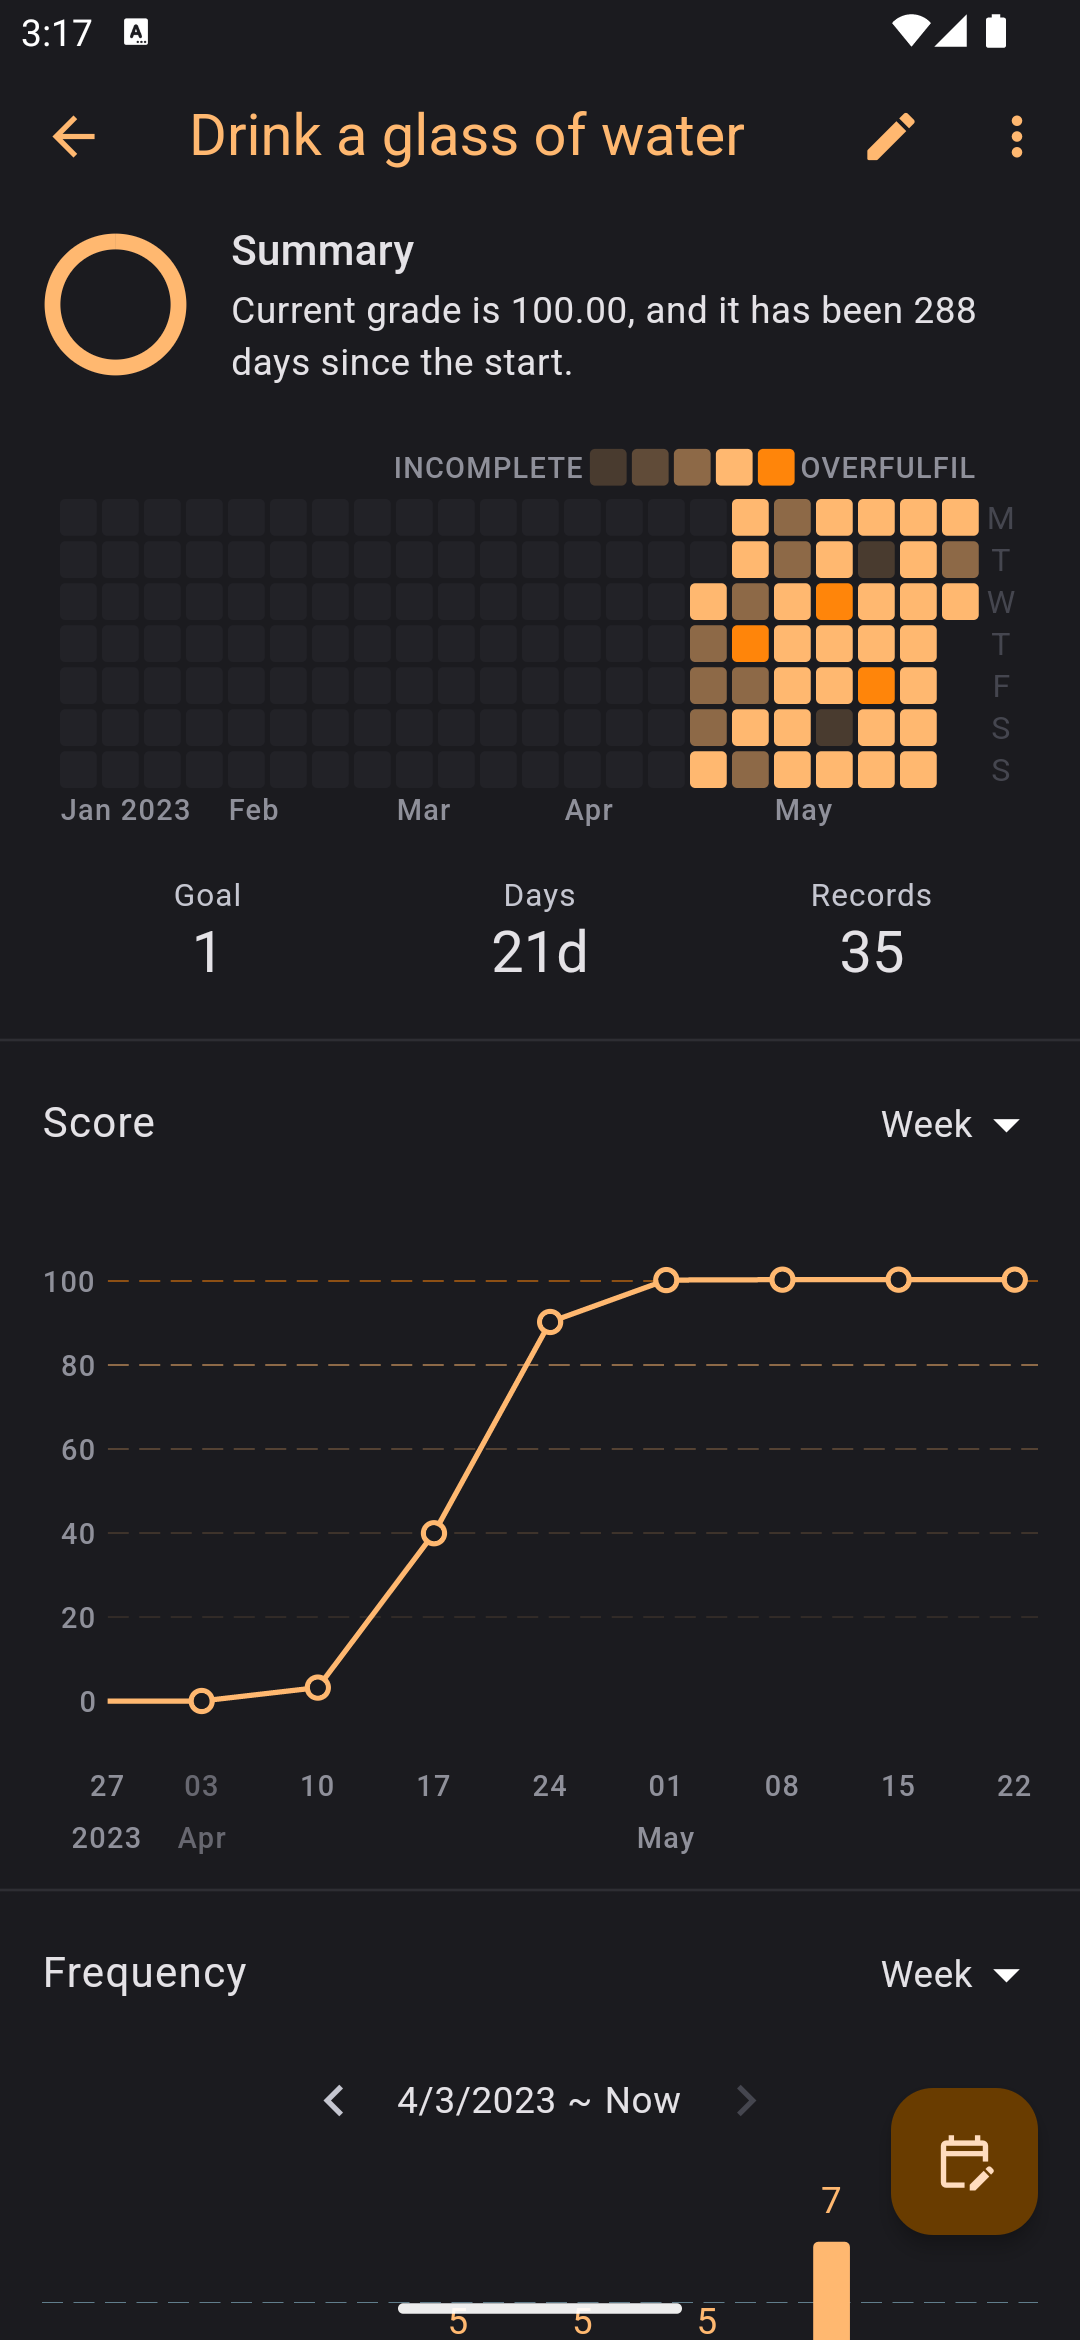 3:17
Drink a glass of water
Summary
Current grade is 100.00, and it has been 288
days since the start.
INCOMPLETE OVERFULFIL
M
T
W
T
F
S
S
Jan 2023 Feb Mar Apr May
Goal Days Records
1 21d 35
Score Week
100
80
60
40
20
0
27 03 10 17 24 01 08 15 22
2023 Apr May
Frequency Week
4/3/2023 ~ Now
7
5 5 5